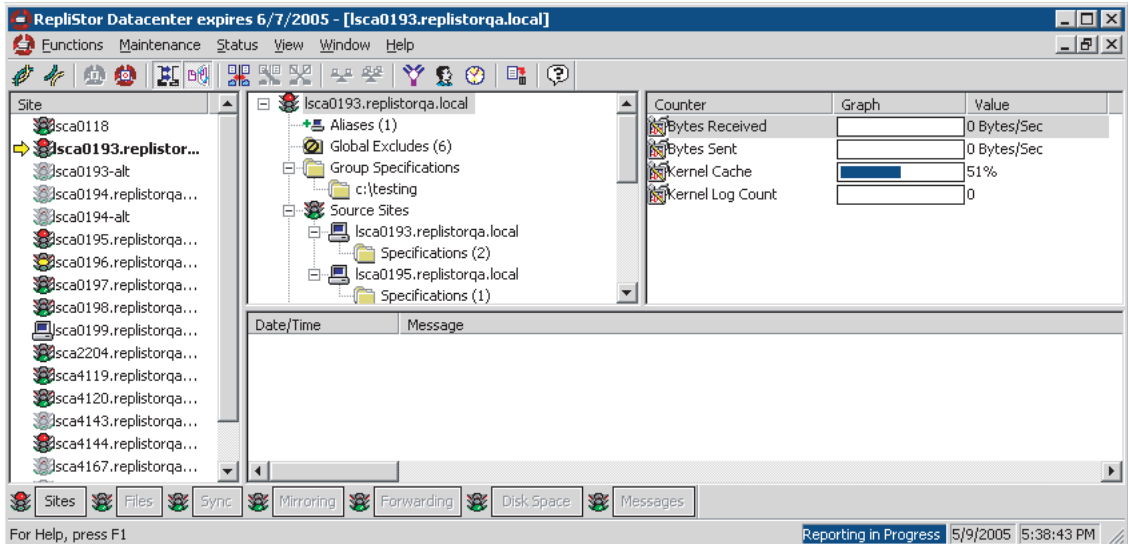 RepliStor Datacenter expires 6/7/2005 - [lsca0193.replistorqa.local]
Functions Maintenance Status View Window Help
Site
lsca0118
lsca0193.replistor...
lsca0193-alt
lsca0194.replistorqa...
lsca0194-alt
lsca0195.replistorqa...
lsca0196.replistorqa...
lsca0197.replistorqa...
lsca0198.replistorqa...
lsca0199.replistorqa...
lsca2204.replistorqa...
lsca4119.replistorqa...
lsca4120.replistorqa...
lsca4143.replistorqa...
lsca4144.replistorqa...
lsca4167.replistorqa...
lsca0193.replistorqa.local
Aliases (1)
Global Excludes (6)
Group Specifications
c:\testing
Source Sites
lsca0193.replistorqa.local
Specifications (2)
lsca0195.replistorqa.local
Specifications (1)
Counter Graph Value
Bytes Received 0 Bytes/Sec
Bytes Sent 0 Bytes/Sec
Kernel Cache 51%
Kernel Log Count 0
Date/Time Message
Sites Files Sync Mirroring Forwarding Disk Space Messages
For Help, press F1 Reporting in Progress 5/9/2005 5:38:43 PM